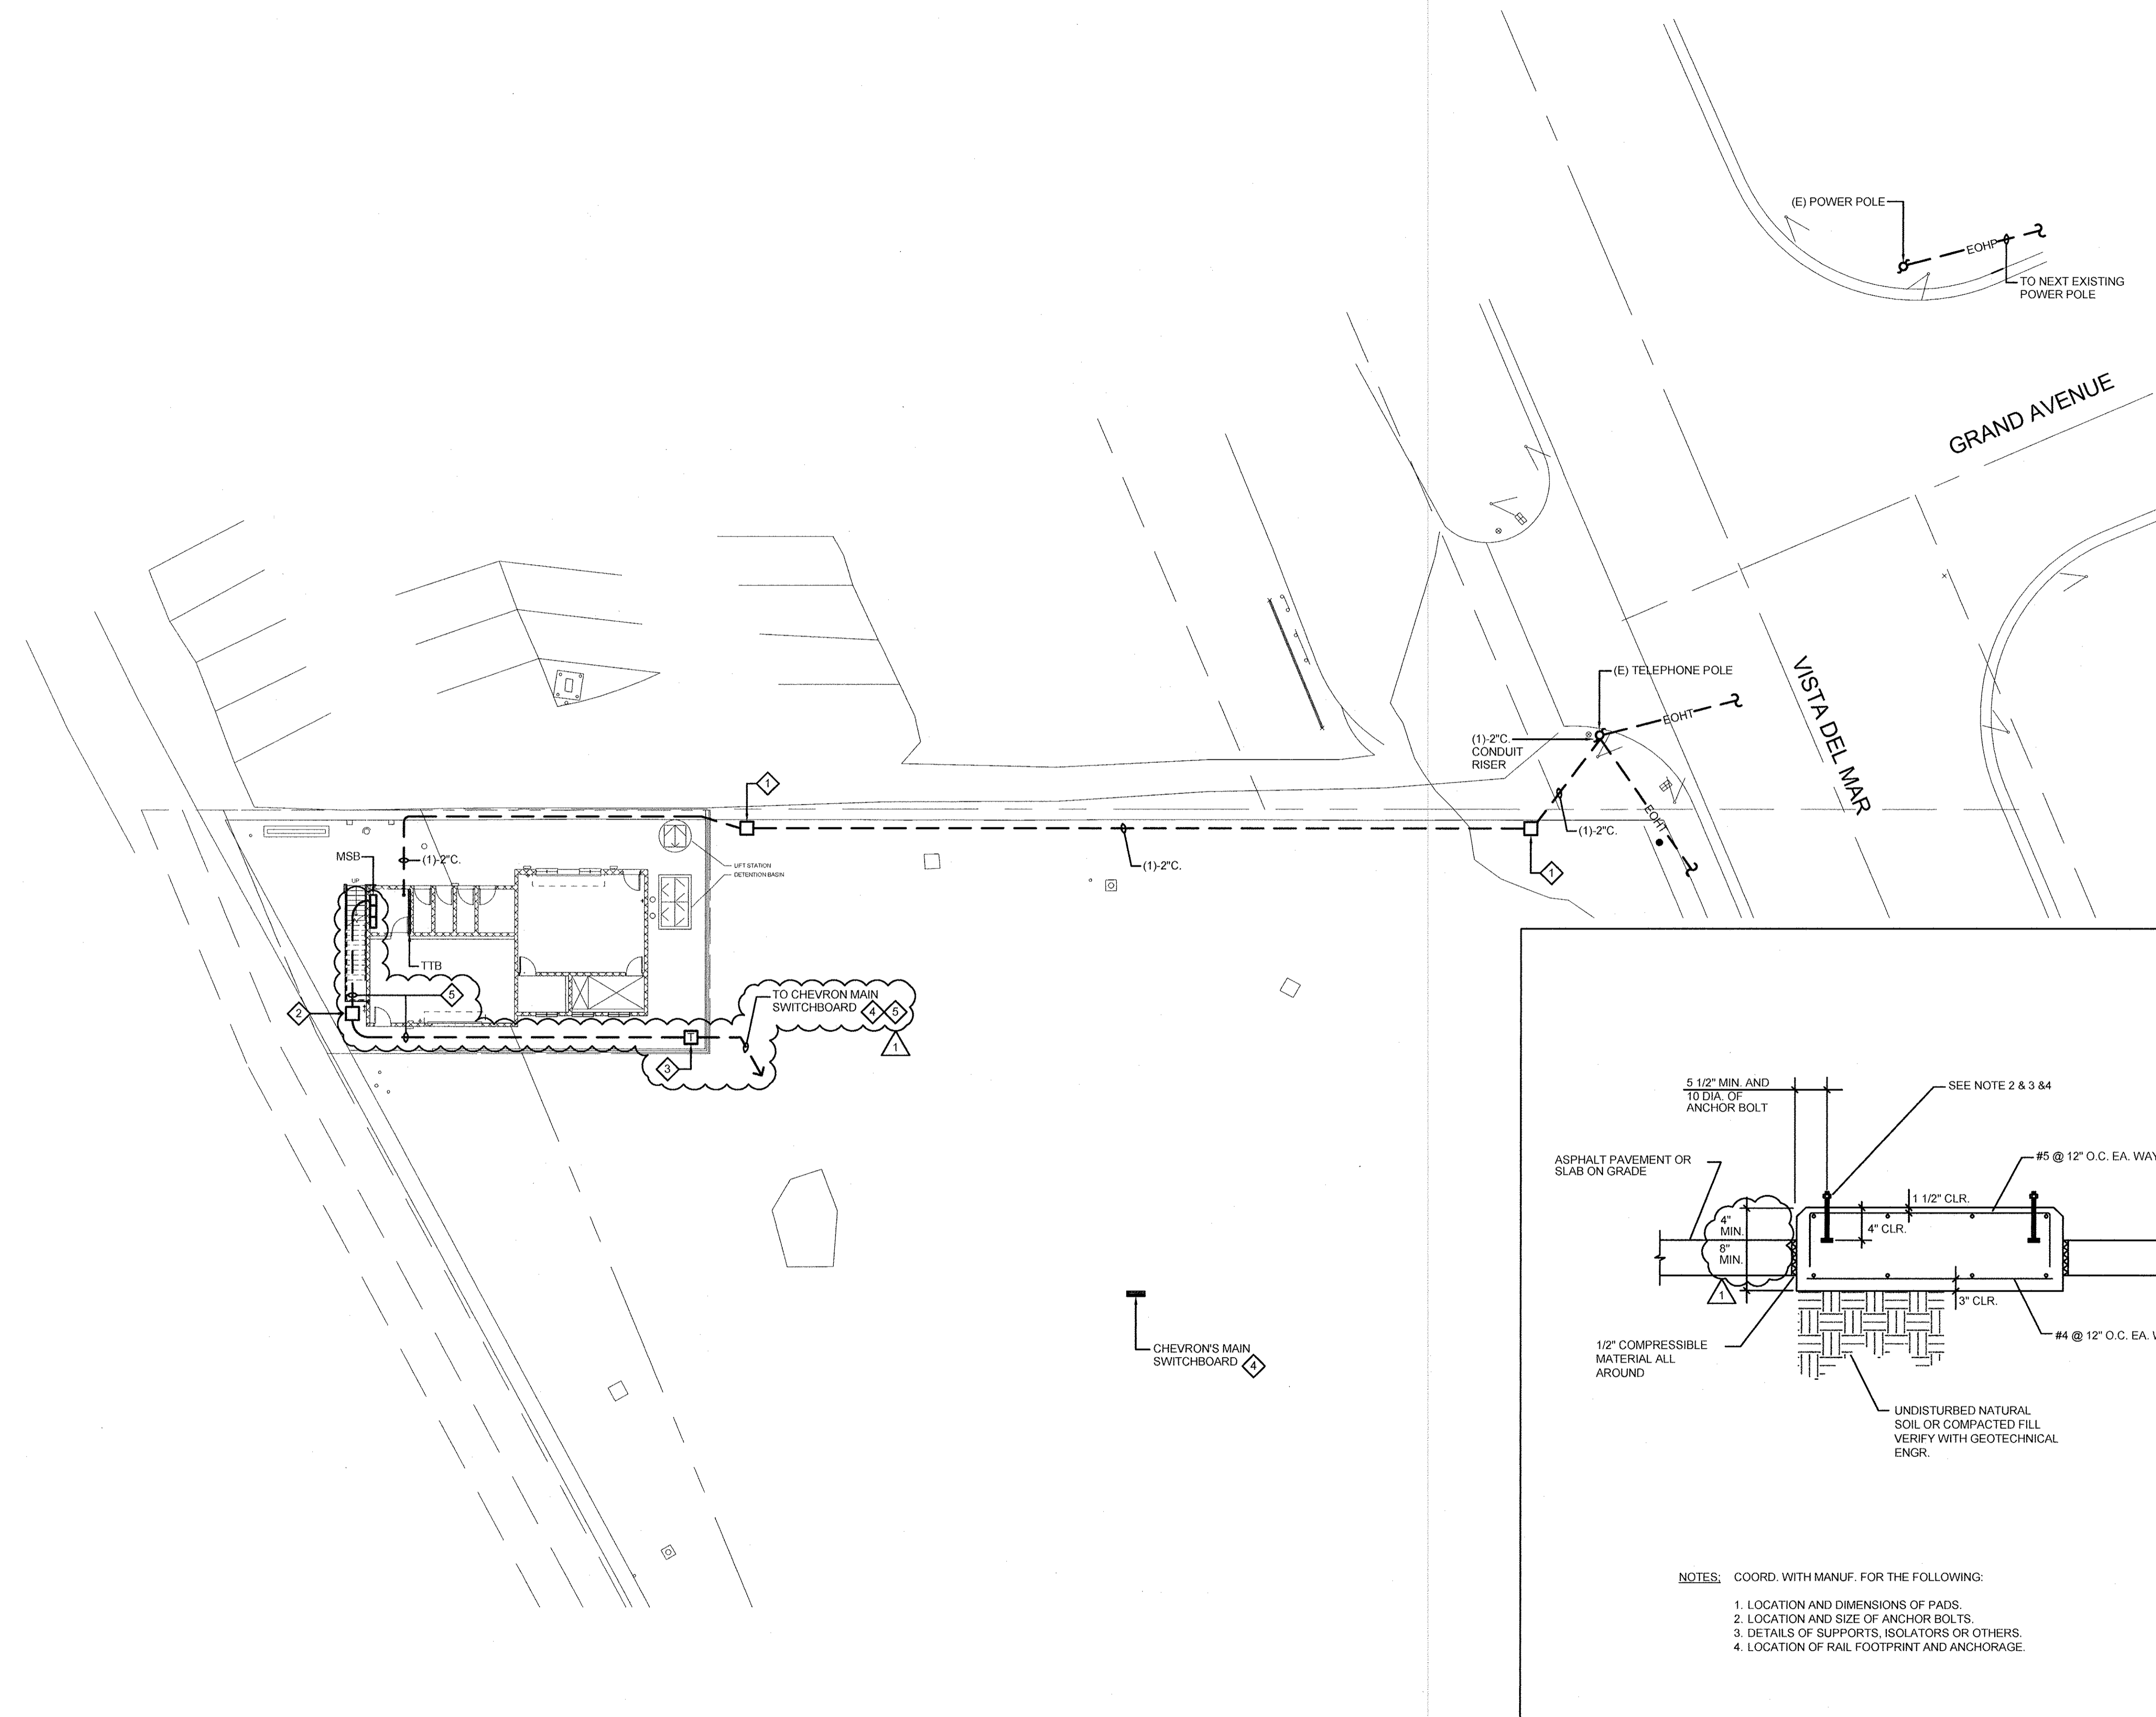 (E) POWER POLE
EOHP
TO NEXT EXISTING
POWER POLE
GRAND AVENUE
(E) TELEPHONE POLE
EOHT
VISTA DEL MAR
(1)-2"C.
CONDUIT
RISER
1
EOHT
(1)-2"C.
MSB
(1)-2"C.
LIFT STATION
DETENTION BASIN
(1)-2"C.
1
UP
TTB
5
2
TO CHEVRON MAIN
SWITCHBOARD
4
5
1
T
3
5 1/2" MIN. AND
10 DIA. OF
ANCHOR BOLT
SEE NOTE 2 & 3 &4
ASPHALT PAVEMENT OR
SLAB ON GRADE
#5 @ 12" O.C. EA. WAY
1 1/2" CLR.
4"
MIN.
4" CLR.
8"
MIN.
1
3" CLR.
#4 @ 12" O.C. EA.
1/2" COMPRESSIBLE
MATERIAL ALL
AROUND
CHEVRON'S MAIN
SWITCHBOARD
4
UNDISTURBED NATURAL
SOIL OR COMPACTED FILL
VERIFY WITH GEOTECHNICAL
ENGR.
NOTES; COORD. WITH MANUF. FOR THE FOLLOWING:
1. LOCATION AND DIMENSIONS OF PADS.
2. LOCATION AND SIZE OF ANCHOR BOLTS.
3. DETAILS OF SUPPORTS, ISOLATORS OR OTHERS.
4. LOCATION OF RAIL FOOTPRINT AND ANCHORAGE.